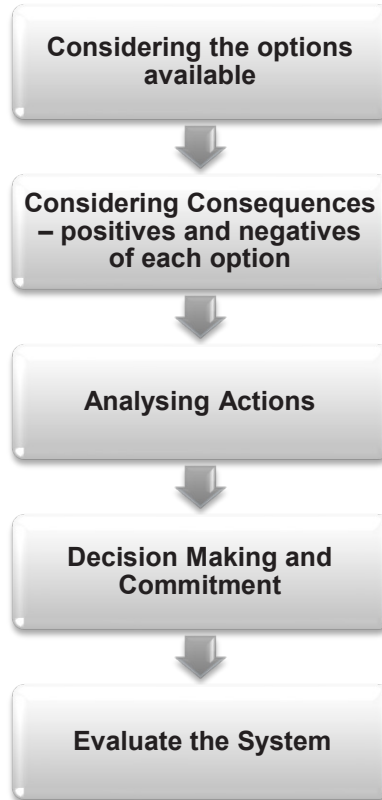 Considering the options
available
Considering Consequences
– positives and negatives
of each option
Analysing Actions
Decision Making and
Commitment
Evaluate the System